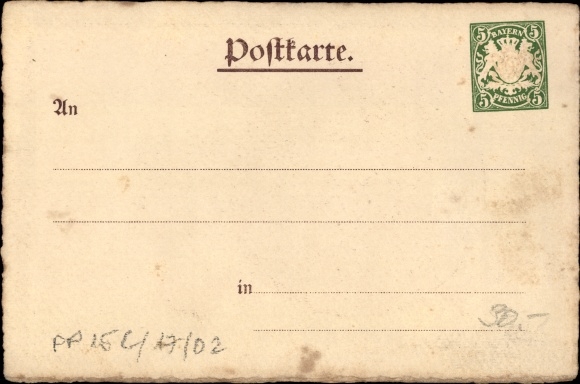 Postkarte.
5 BAYERN 5
5 PFENNIG 5
An
in
30.-
PP 15 C/17/02